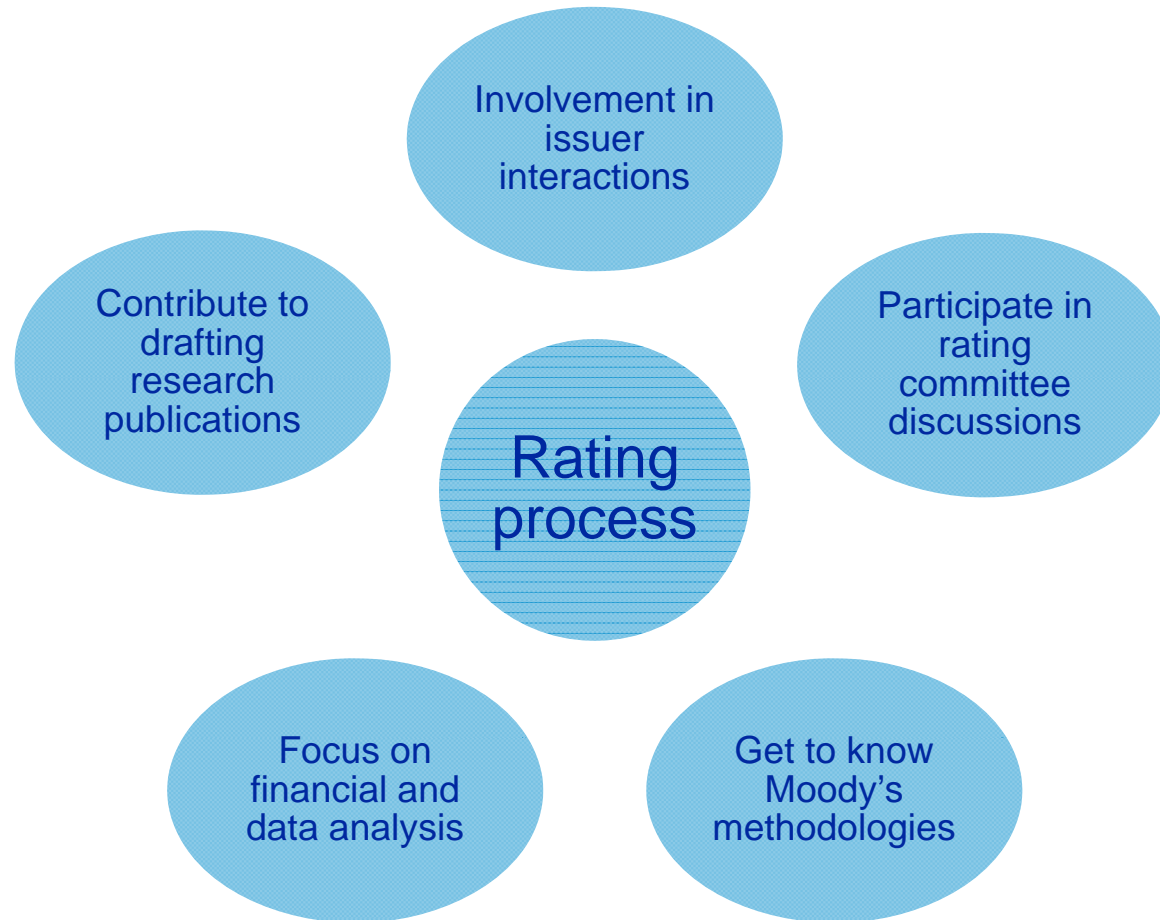 Involvement in
issuer
interactions
Contribute to
drafting
research
publications
Participate in
rating
committee
discussions
Rating
process
Focus on
financial and
data analysis
Get to know
Moody’s
methodologies